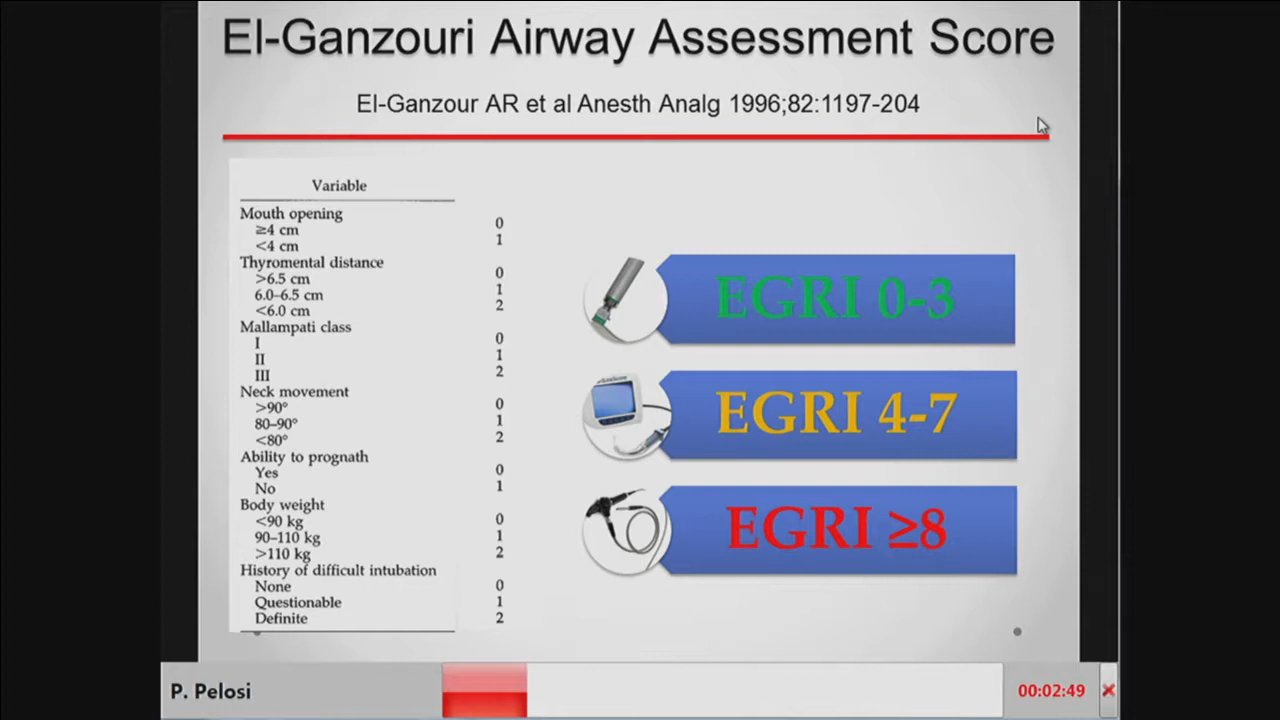 El-Ganzouri Airway Assessment Score
El-Ganzour AR et al Anesth Analg 1996;82:1197-204
Variable
Mouth opening
≥4 cm 0
<4 cm 1
Thyromental distance
>6.5 cm 0
6.0–6.5 cm 1
<6.0 cm 2
Mallampati class
I 0
II 1
III 2
Neck movement
>90° 0
80–90° 1
<80° 2
Ability to prognath
Yes 0
No 1
Body weight
<90 kg 0
90–110 kg 1
>110 kg 2
History of difficult intubation
None 0
Questionable 1
Definite 2
EGRI 0-3
EGRI 4-7
EGRI ≥8
P. Pelosi
00:02:49